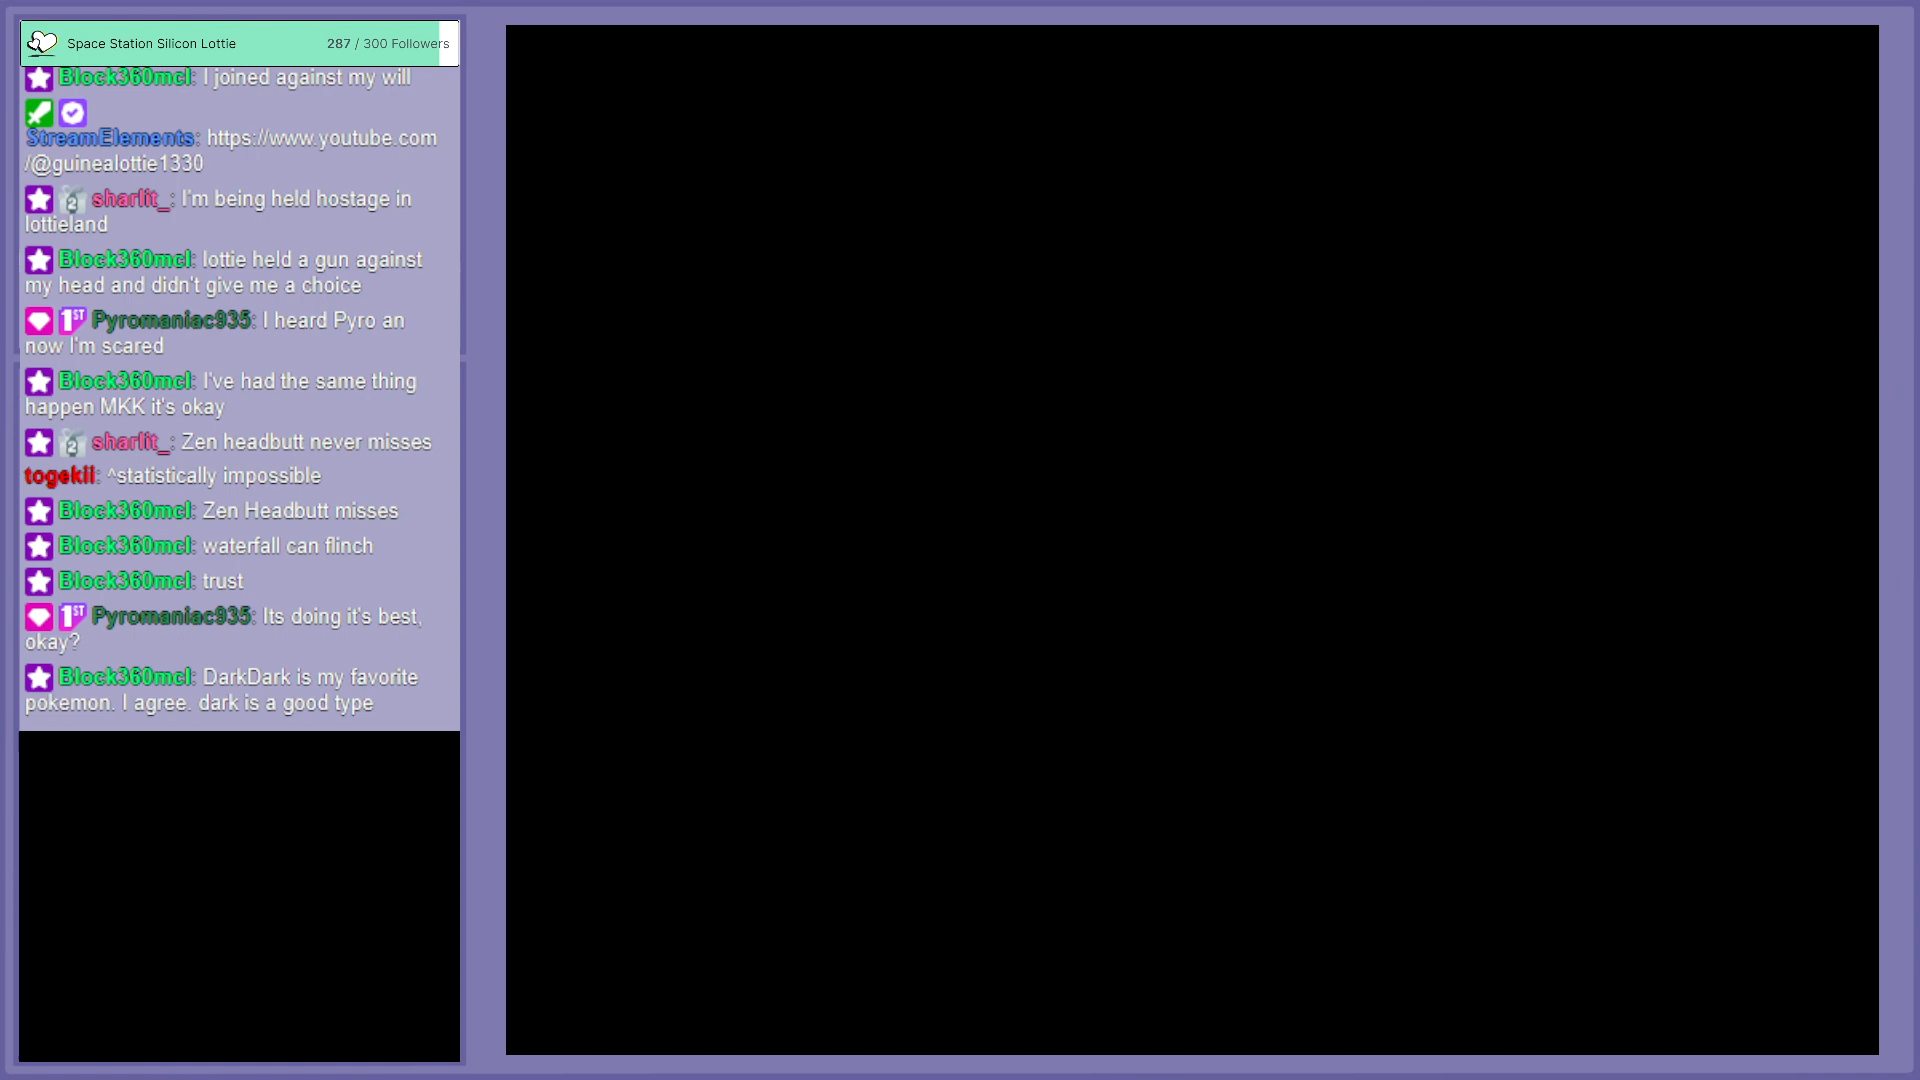 Space Station Silicon Lottie 287 / 300 Followers
Block360mcl: I joined against my will
StreamElements: https://www.youtube.com
/@guinealottie1330
2 sharlit_: I'm being held hostage in
lottieland
Block360mcl: lottie held a gun against
my head and didn't give me a choice
1ST Pyromaniac935: I heard Pyro an
now I'm scared
Block360mcl: I've had the same thing
happen MKK it's okay
2 sharlit_: Zen headbutt never misses
togekii: ^statistically impossible
Block360mcl: Zen Headbutt misses
Block360mcl: waterfall can flinch
Block360mcl: trust
1ST Pyromaniac935: Its doing it's best,
okay?
Block360mcl: DarkDark is my favorite
pokemon. I agree. dark is a good type